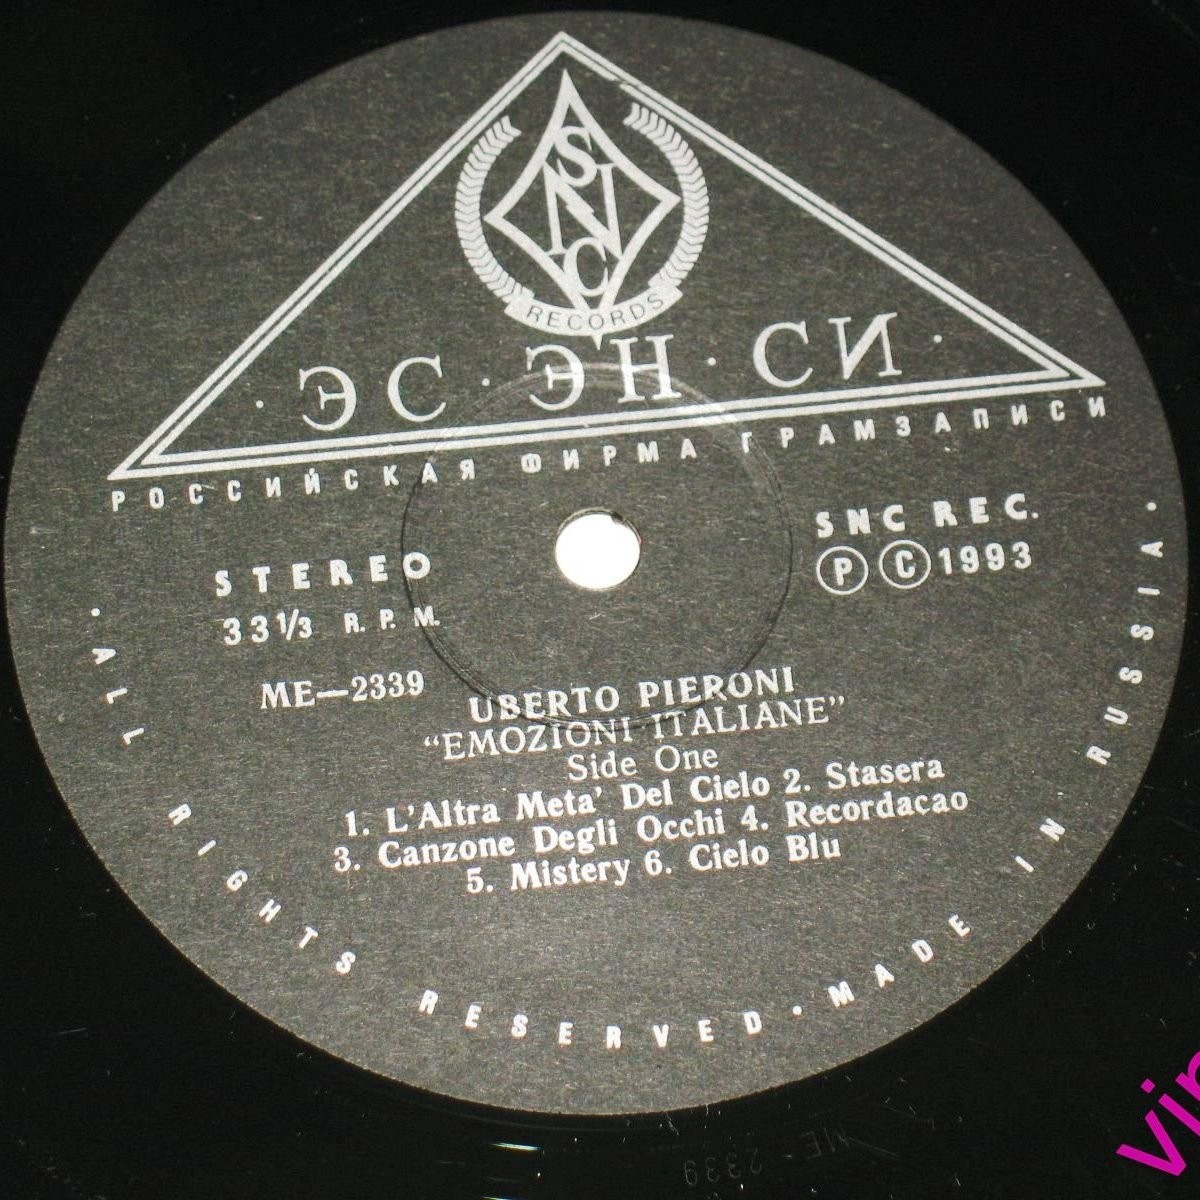 SNC
RECORDS
· ЭС · ЭН · СИ ·
РОССИЙСКАЯ ФИРМА ГРАМЗАПИСИ
STEREO
33 1/3 R. P. M.
SNC REC.
Ⓟ Ⓒ 1993
ME—2339
UBERTO PIERONI
“EMOZIONI ITALIANE”
Side One
1. L'Altra Meta' Del Cielo 2. Stasera
3. Canzone Degli Occhi 4. Recordacao
5. Mistery 6. Cielo Blu
· ALL RIGHTS RESERVED · MADE IN RUSSIA ·
ME - 2339